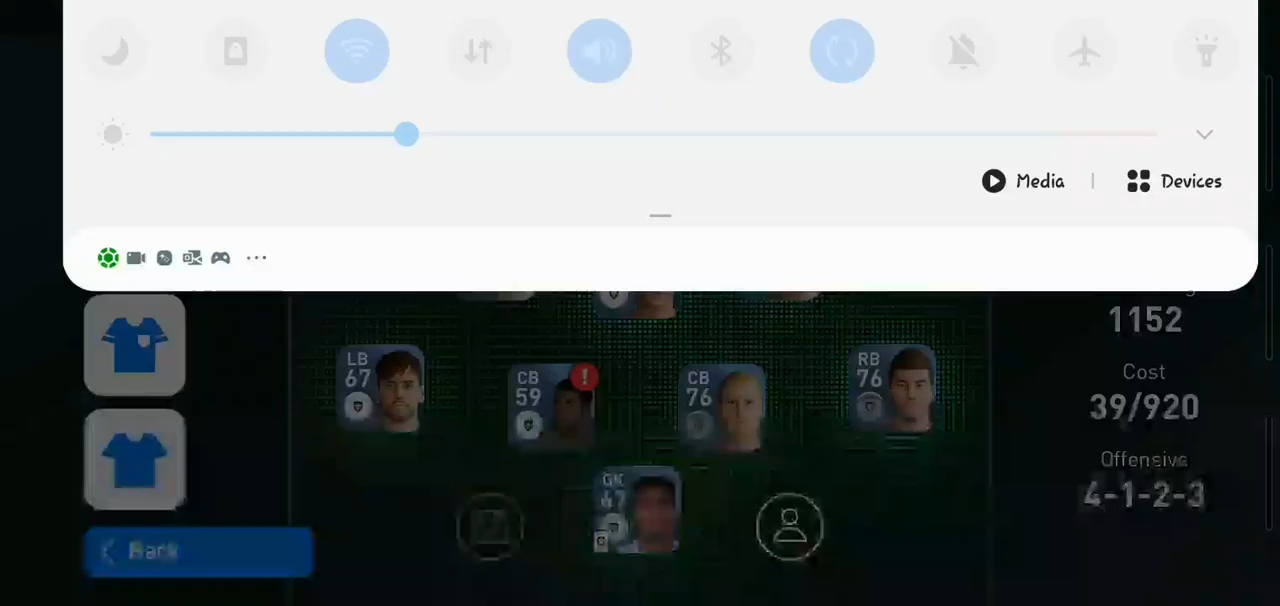 Media | Devices
1152
LB
67
CB
59
CB
76
RB
76
Cost
39/920
Offensive
4-1-2-3
GK
67
Back